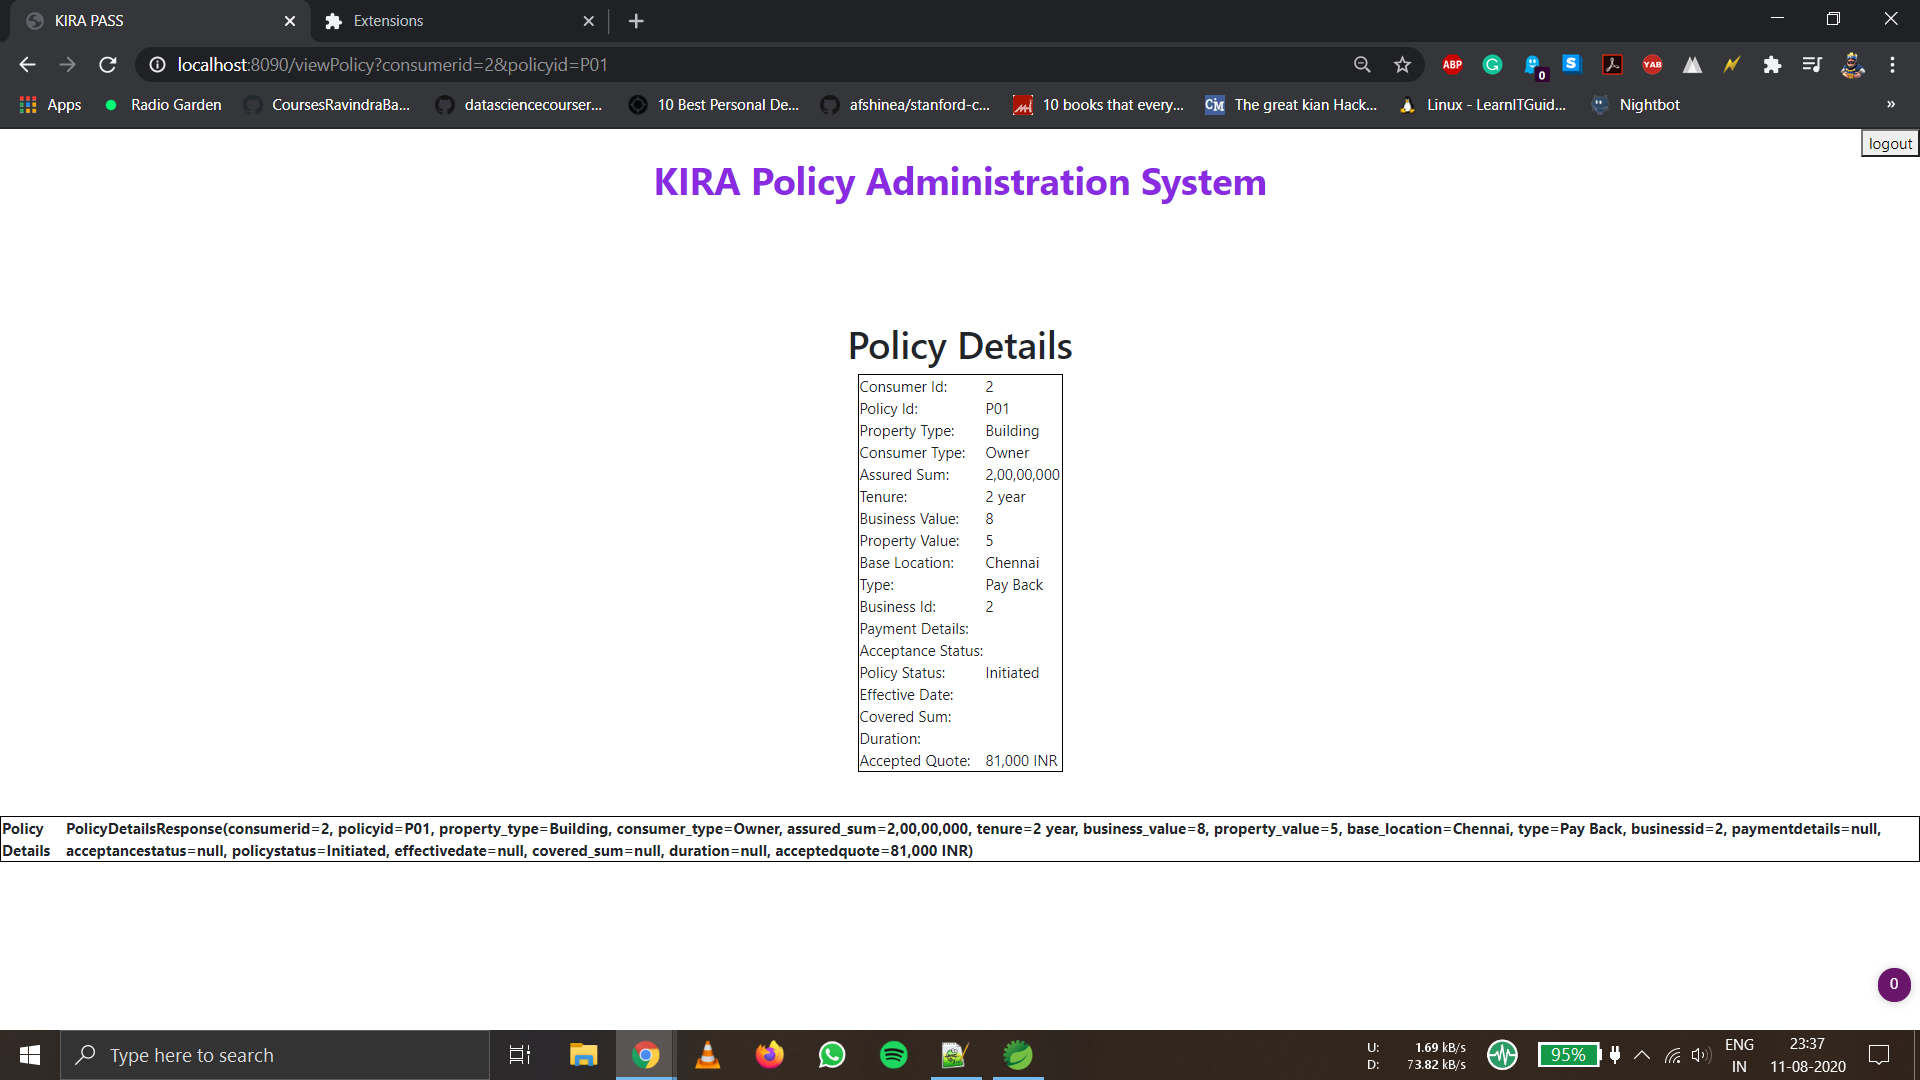 KIRA PASS
Extensions
localhost:8090/viewPolicy?consumerid=2&policyid=P01
ABP
G
0
S
YAB
Apps
Radio Garden
CoursesRavindraBa...
datasciencecourser...
10 Best Personal De...
afshinea/stanford-c...
10 books that every...
CM
The great kian Hack...
Linux - LearnITGuid...
Nightbot
»
logout
KIRA Policy Administration System
Policy Details
Consumer Id: 2
Policy Id: P01
Property Type: Building
Consumer Type: Owner
Assured Sum: 2,00,00,000
Tenure: 2 year
Business Value: 8
Property Value: 5
Base Location: Chennai
Type: Pay Back
Business Id: 2
Payment Details:
Acceptance Status:
Policy Status: Initiated
Effective Date:
Covered Sum:
Duration:
Accepted Quote: 81,000 INR
Policy PolicyDetailsResponse(consumerid=2, policyid=P01, property_type=Building, consumer_type=Owner, assured_sum=2,00,00,000, tenure=2 year, business_value=8, property_value=5, base_location=Chennai, type=Pay Back, businessid=2, paymentdetails=null,
Details acceptancestatus=null, policystatus=Initiated, effectivedate=null, covered_sum=null, duration=null, acceptedquote=81,000 INR)
0
Type here to search
U: 1.69 kB/s
D: 73.82 kB/s
95%
ENG
IN
23:37
11-08-2020